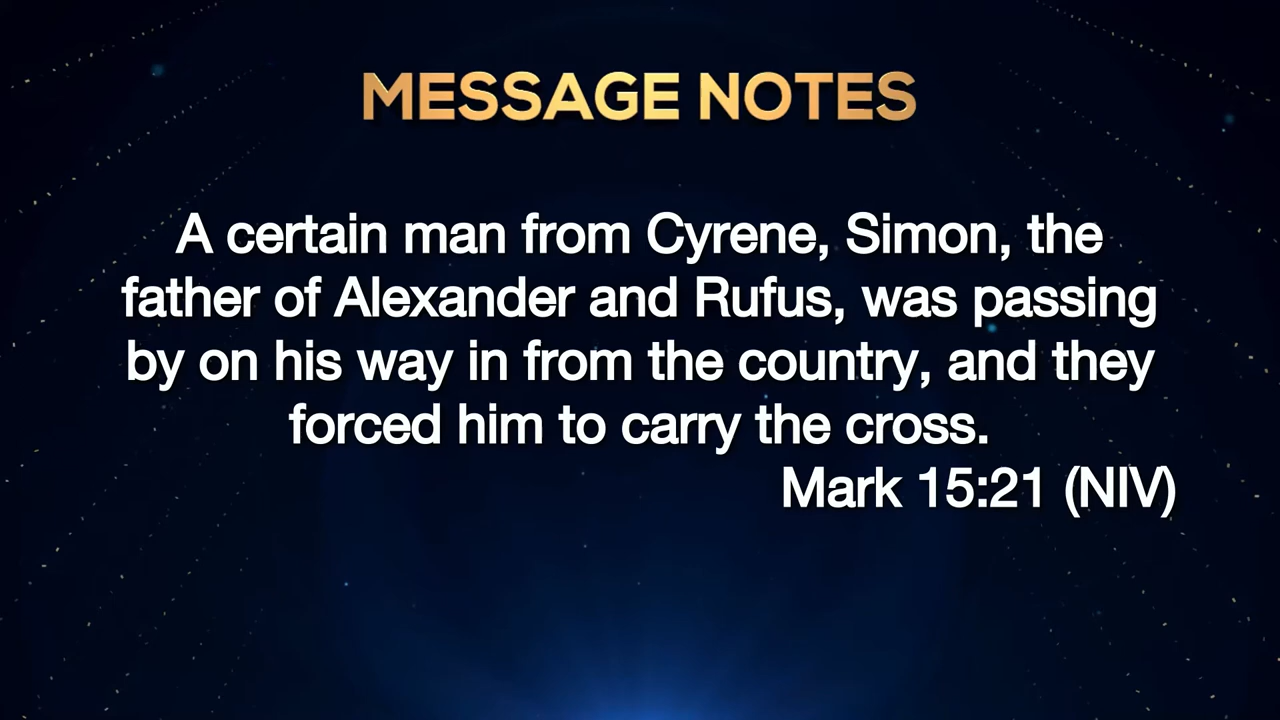 MESSAGE NOTES
A certain man from Cyrene, Simon, the
father of Alexander and Rufus, was passing
by on his way in from the country, and they
forced him to carry the cross.
Mark 15:21 (NIV)